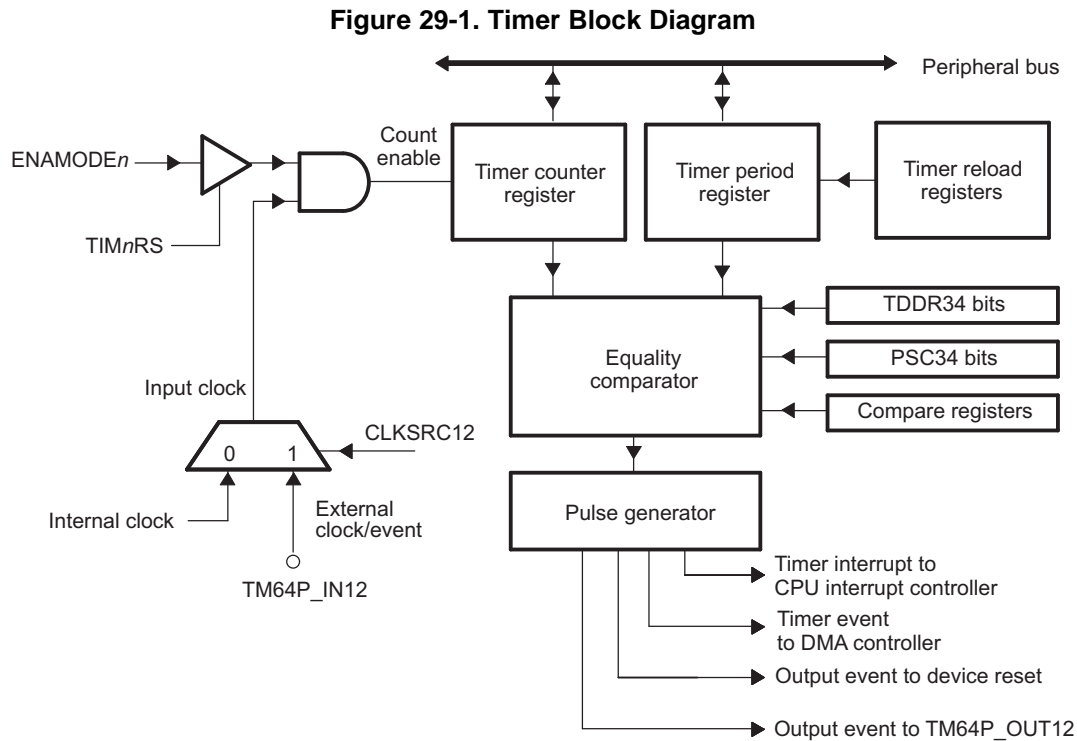 Figure 29-1. Timer Block Diagram
Peripheral bus
ENAMODEn
Count
enable
Timer counter
register
Timer period
register
Timer reload
registers
TIMnRS
TDDR34 bits
Equality
comparator
PSC34 bits
Input clock
Compare registers
CLKSRC12
0 1
Internal clock
External
clock/event
Pulse generator
TM64P_IN12
Timer interrupt to
CPU interrupt controller
Timer event
to DMA controller
Output event to device reset
Output event to TM64P_OUT12